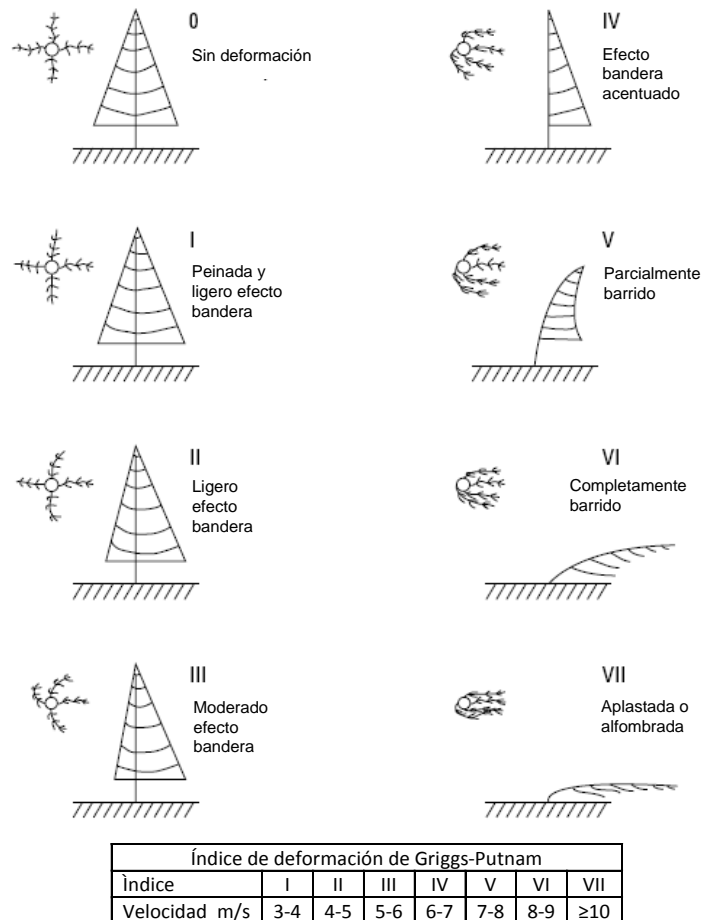 0
Sin deformación
I
Peinada y
ligero efecto
bandera
II
Ligero
efecto
bandera
III
Moderado
efecto
bandera
IV
Efecto
bandera
acentuado
V
Parcialmente
barrido
VI
Completamente
barrido
VII
Aplastada o
alfombrada
Índice de deformación de Griggs-Putnam
Ìndice I II III IV V VI VII
Velocidad m/s 3-4 4-5 5-6 6-7 7-8 8-9 ≥10